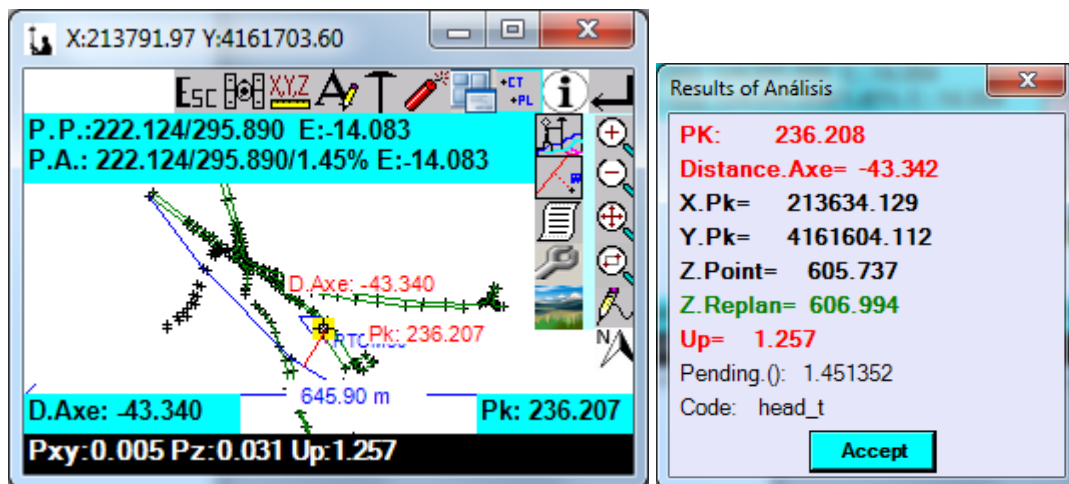 X:213791.97 Y:4161703.60
Esc X,Y,Z A T +CT +PL i
P.P.:222.124/295.890 E:-14.083
P.A.: 222.124/295.890/1.45% E:-14.083
D.Axe: -43.340
Pk: 236.207
N
645.90 m
D.Axe: -43.340 Pk: 236.207
Pxy:0.005 Pz:0.031 Up:1.257
Results of Análisis
PK: 236.208
Distance.Axe= -43.342
X.Pk= 213634.129
Y.Pk= 4161604.112
Z.Point= 605.737
Z.Replan= 606.994
Up= 1.257
Pending.(): 1.451352
Code: head_t
Accept